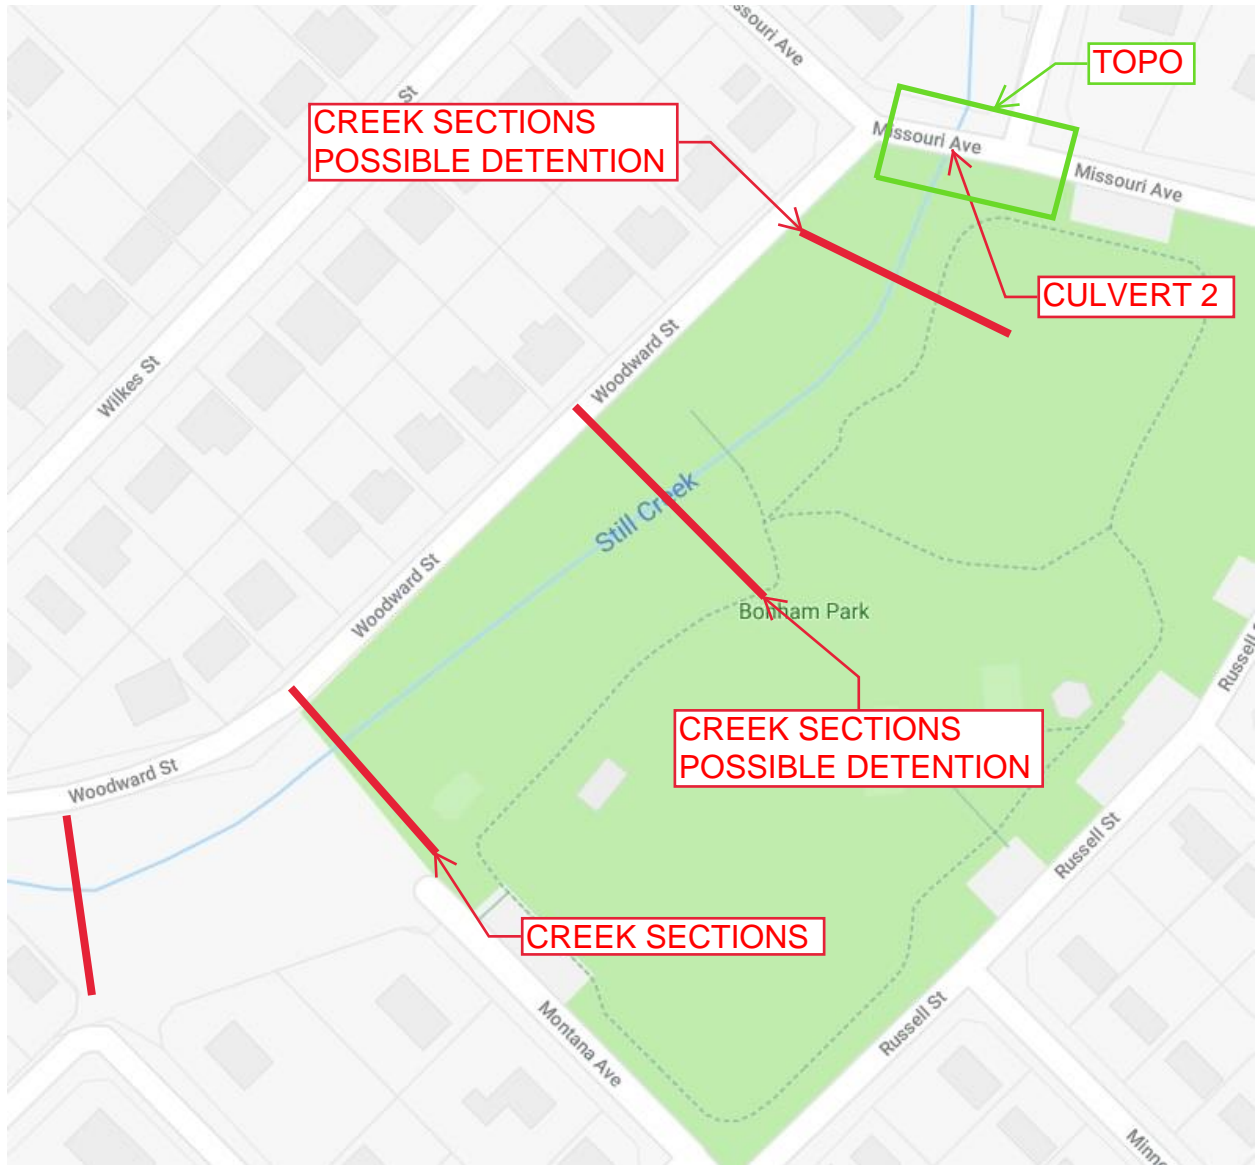 ssouri Ave
TOPO
St
CREEK SECTIONS
POSSIBLE DETENTION
Missouri Ave
Missouri Ave
CULVERT 2
Woodward St
Wilkes St
Still Creek
Woodward St
Bonham Park
Russell S
CREEK SECTIONS
POSSIBLE DETENTION
Woodward St
Russell St
CREEK SECTIONS
Montana Ave
Russell St
Minn